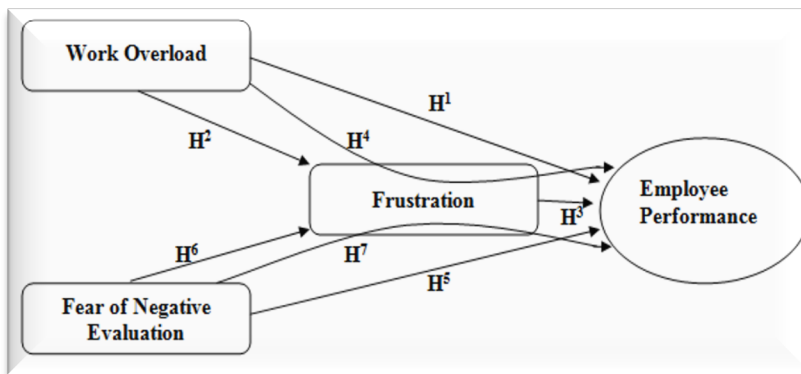 Work Overload
H¹
H²
H⁴
Frustration
Employee
Performance
H³
H⁶
H⁷
H⁵
Fear of Negative
Evaluation